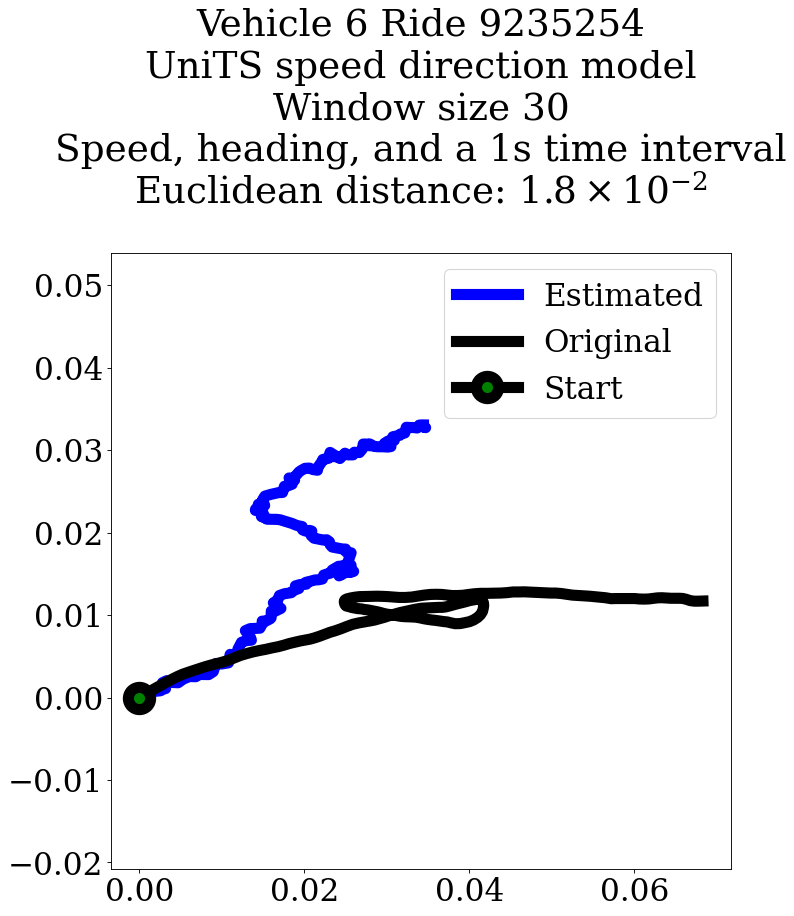 Vehicle 6 Ride 9235254
UniTS speed direction model
Window size 30
Speed, heading, and a 1s time interval
Euclidean distance: 1.8 × 10⁻²
Estimated
Original
Start
0.05
0.04
0.03
0.02
0.01
0.00
−0.01
−0.02
0.00 0.02 0.04 0.06